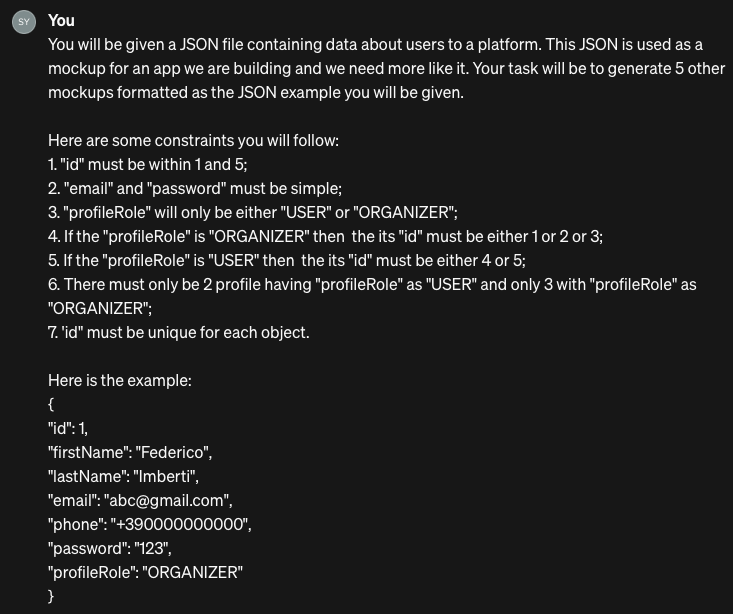 SY
You
You will be given a JSON file containing data about users to a platform. This JSON is used as a
mockup for an app we are building and we need more like it. Your task will be to generate 5 other
mockups formatted as the JSON example you will be given.
Here are some constraints you will follow:
1. "id" must be within 1 and 5;
2. "email" and "password" must be simple;
3. "profileRole" will only be either "USER" or "ORGANIZER";
4. If the "profileRole" is "ORGANIZER" then  the its "id" must be either 1 or 2 or 3;
5. If the "profileRole" is "USER" then  the its "id" must be either 4 or 5;
6. There must only be 2 profile having "profileRole" as "USER" and only 3 with "profileRole" as
"ORGANIZER";
7. 'id" must be unique for each object.
Here is the example:
{
"id": 1,
"firstName": "Federico",
"lastName": "Imberti",
"email": "abc@gmail.com",
"phone": "+390000000000",
"password": "123",
"profileRole": "ORGANIZER"
}